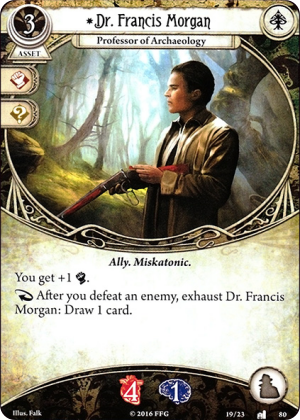 3
*Dr. Francis Morgan
Professor of Archaeology
ASSET
?
Ally. Miskatonic.
You get +1
After you defeat an enemy, exhaust Dr. Francis
Morgan: Draw 1 card.
4
1
Illus. Falk
© 2016 FFG
19/23
80